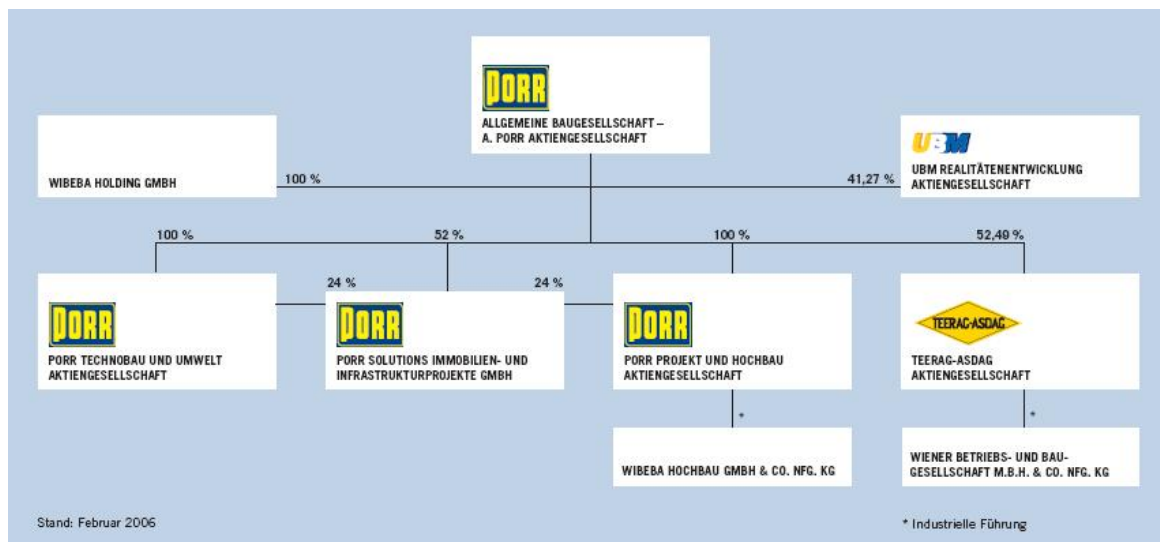 PORR
ALLGEMEINE BAUGESELLSCHAFT –
A. PORR AKTIENGESELLSCHAFT
WIBEBA HOLDING GMBH
100 %
41,27 %
UBM
UBM REALITÄTENENTWICKLUNG
AKTIENGESELLSCHAFT
100 %
52 %
100 %
52,49 %
24 %
24 %
PORR
PORR TECHNOBAU UND UMWELT
AKTIENGESELLSCHAFT
PORR
PORR SOLUTIONS IMMOBILIEN- UND
INFRASTRUKTURPROJEKTE GMBH
PORR
PORR PROJEKT UND HOCHBAU
AKTIENGESELLSCHAFT
TEERAG-ASDAG
TEERAG-ASDAG
AKTIENGESELLSCHAFT
*
*
WIBEBA HOCHBAU GMBH & CO. NFG. KG
WIENER BETRIEBS- UND BAU-
GESELLSCHAFT M.B.H. & CO. NFG. KG
Stand: Februar 2006
* Industrielle Führung